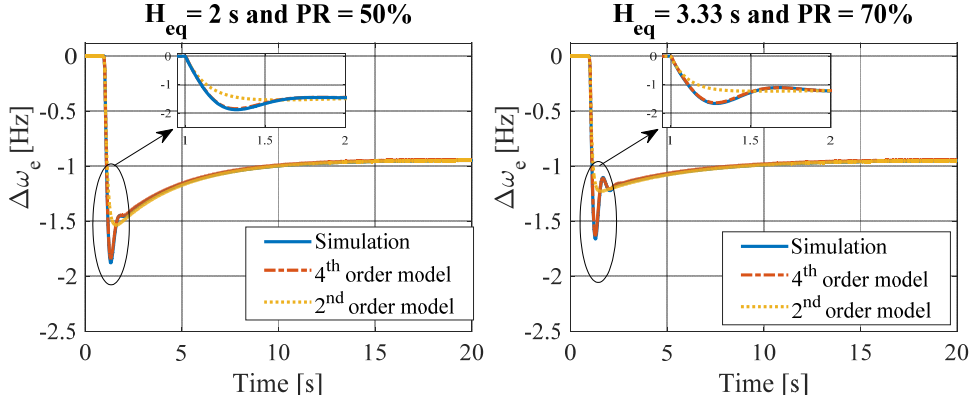 H_eq = 2 s and PR = 50%
0
-0.5
-1
-1.5
-2
-2.5
0
5
10
15
20
Δω_e [Hz]
Time [s]
0
-1
-2
1
1.5
2
Simulation
4th order model
2nd order model
H_eq = 3.33 s and PR = 70%
0
-0.5
-1
-1.5
-2
-2.5
0
5
10
15
20
Δω_e [Hz]
Time [s]
0
-1
-2
1
1.5
2
Simulation
4th order model
2nd order model